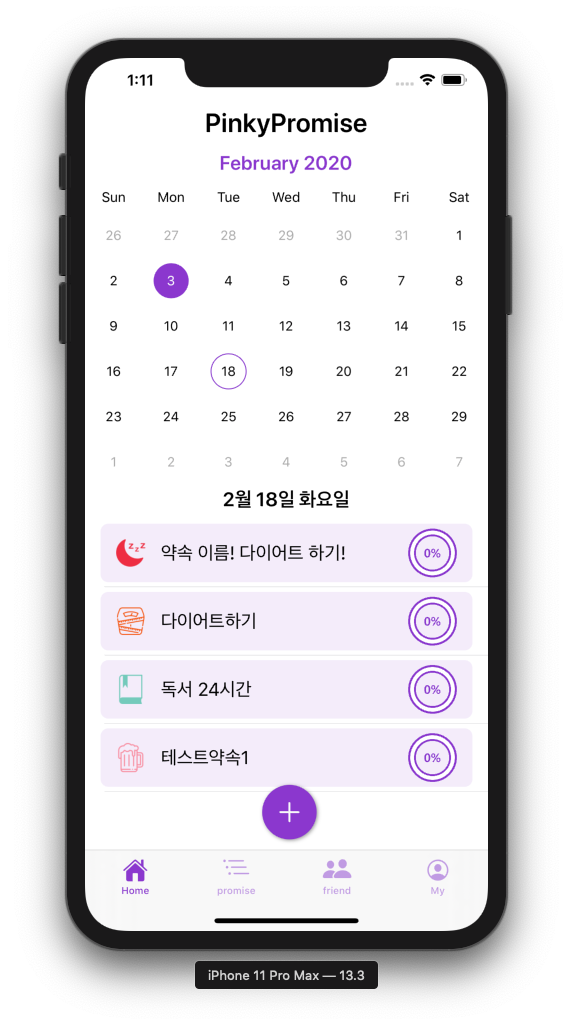 1:11
PinkyPromise
February 2020
Sun Mon Tue Wed Thu Fri Sat
26 27 28 29 30 31 1
2 3 4 5 6 7 8
9 10 11 12 13 14 15
16 17 18 19 20 21 22
23 24 25 26 27 28 29
1 2 3 4 5 6 7
2월 18일 화요일
z z z
약속 이름! 다이어트 하기! 0%
다이어트하기 0%
독서 24시간 0%
테스트약속1 0%
Home promise friend My
iPhone 11 Pro Max — 13.3